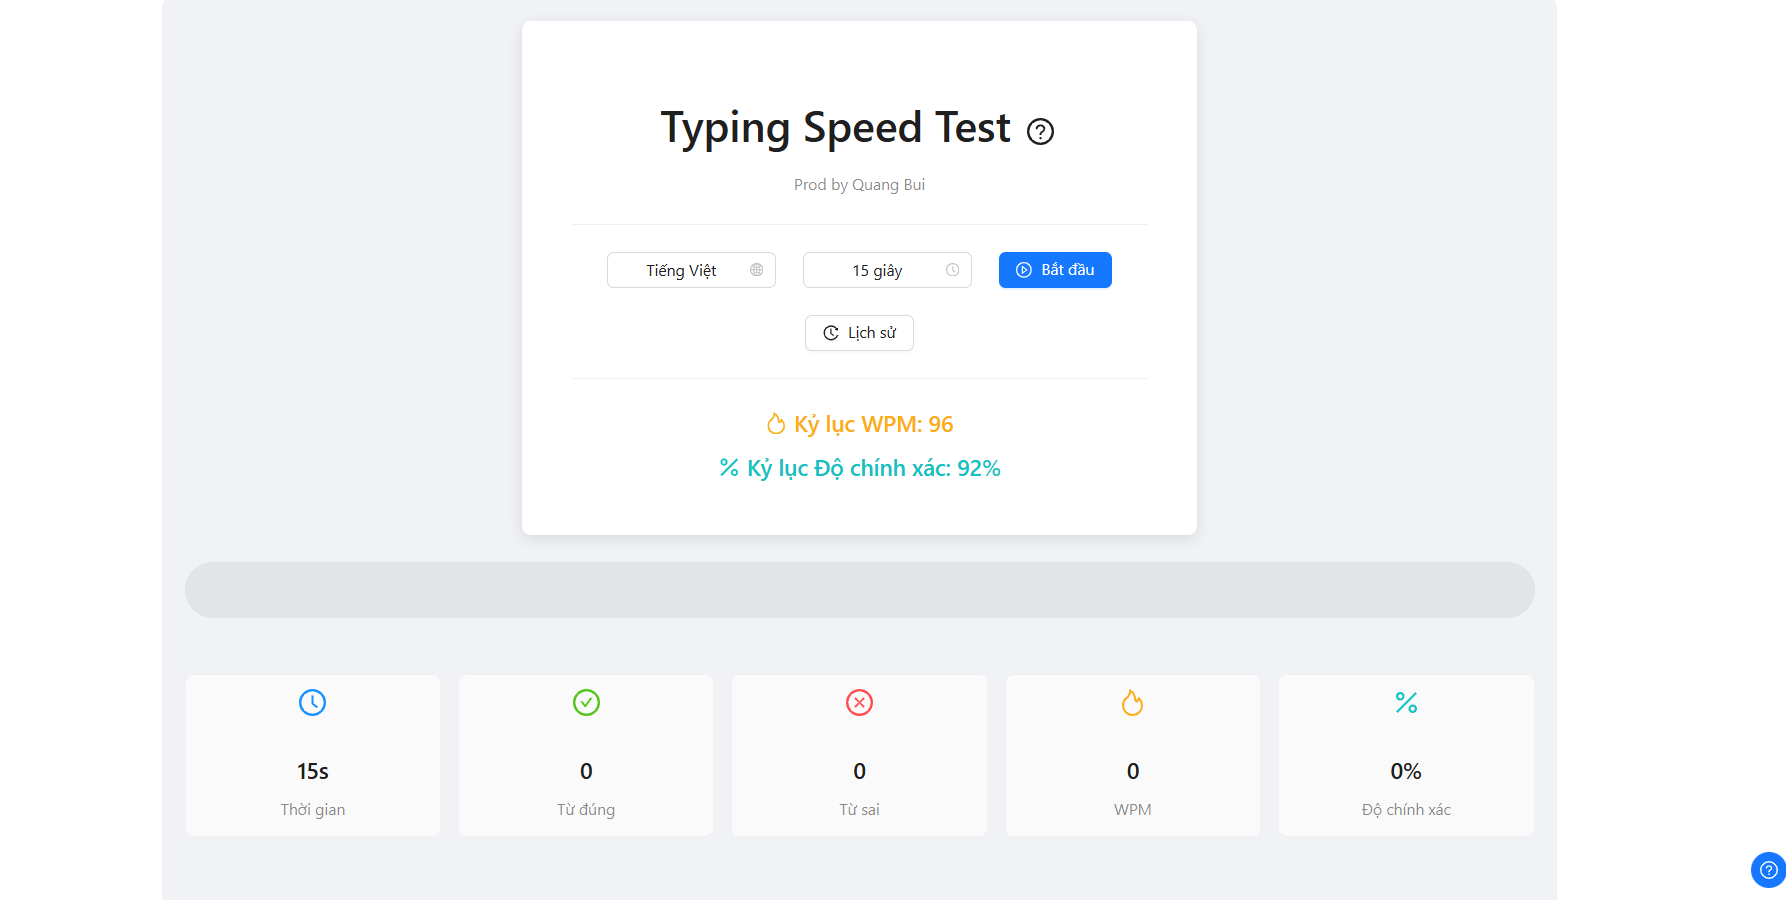 Typing Speed Test
Prod by Quang Bui
Tiếng Việt 15 giây Bắt đầu
Lịch sử
Kỷ lục WPM: 96
% Kỷ lục Độ chính xác: 92%
15s 0 0 0 0%
Thời gian Từ đúng Từ sai WPM Độ chính xác